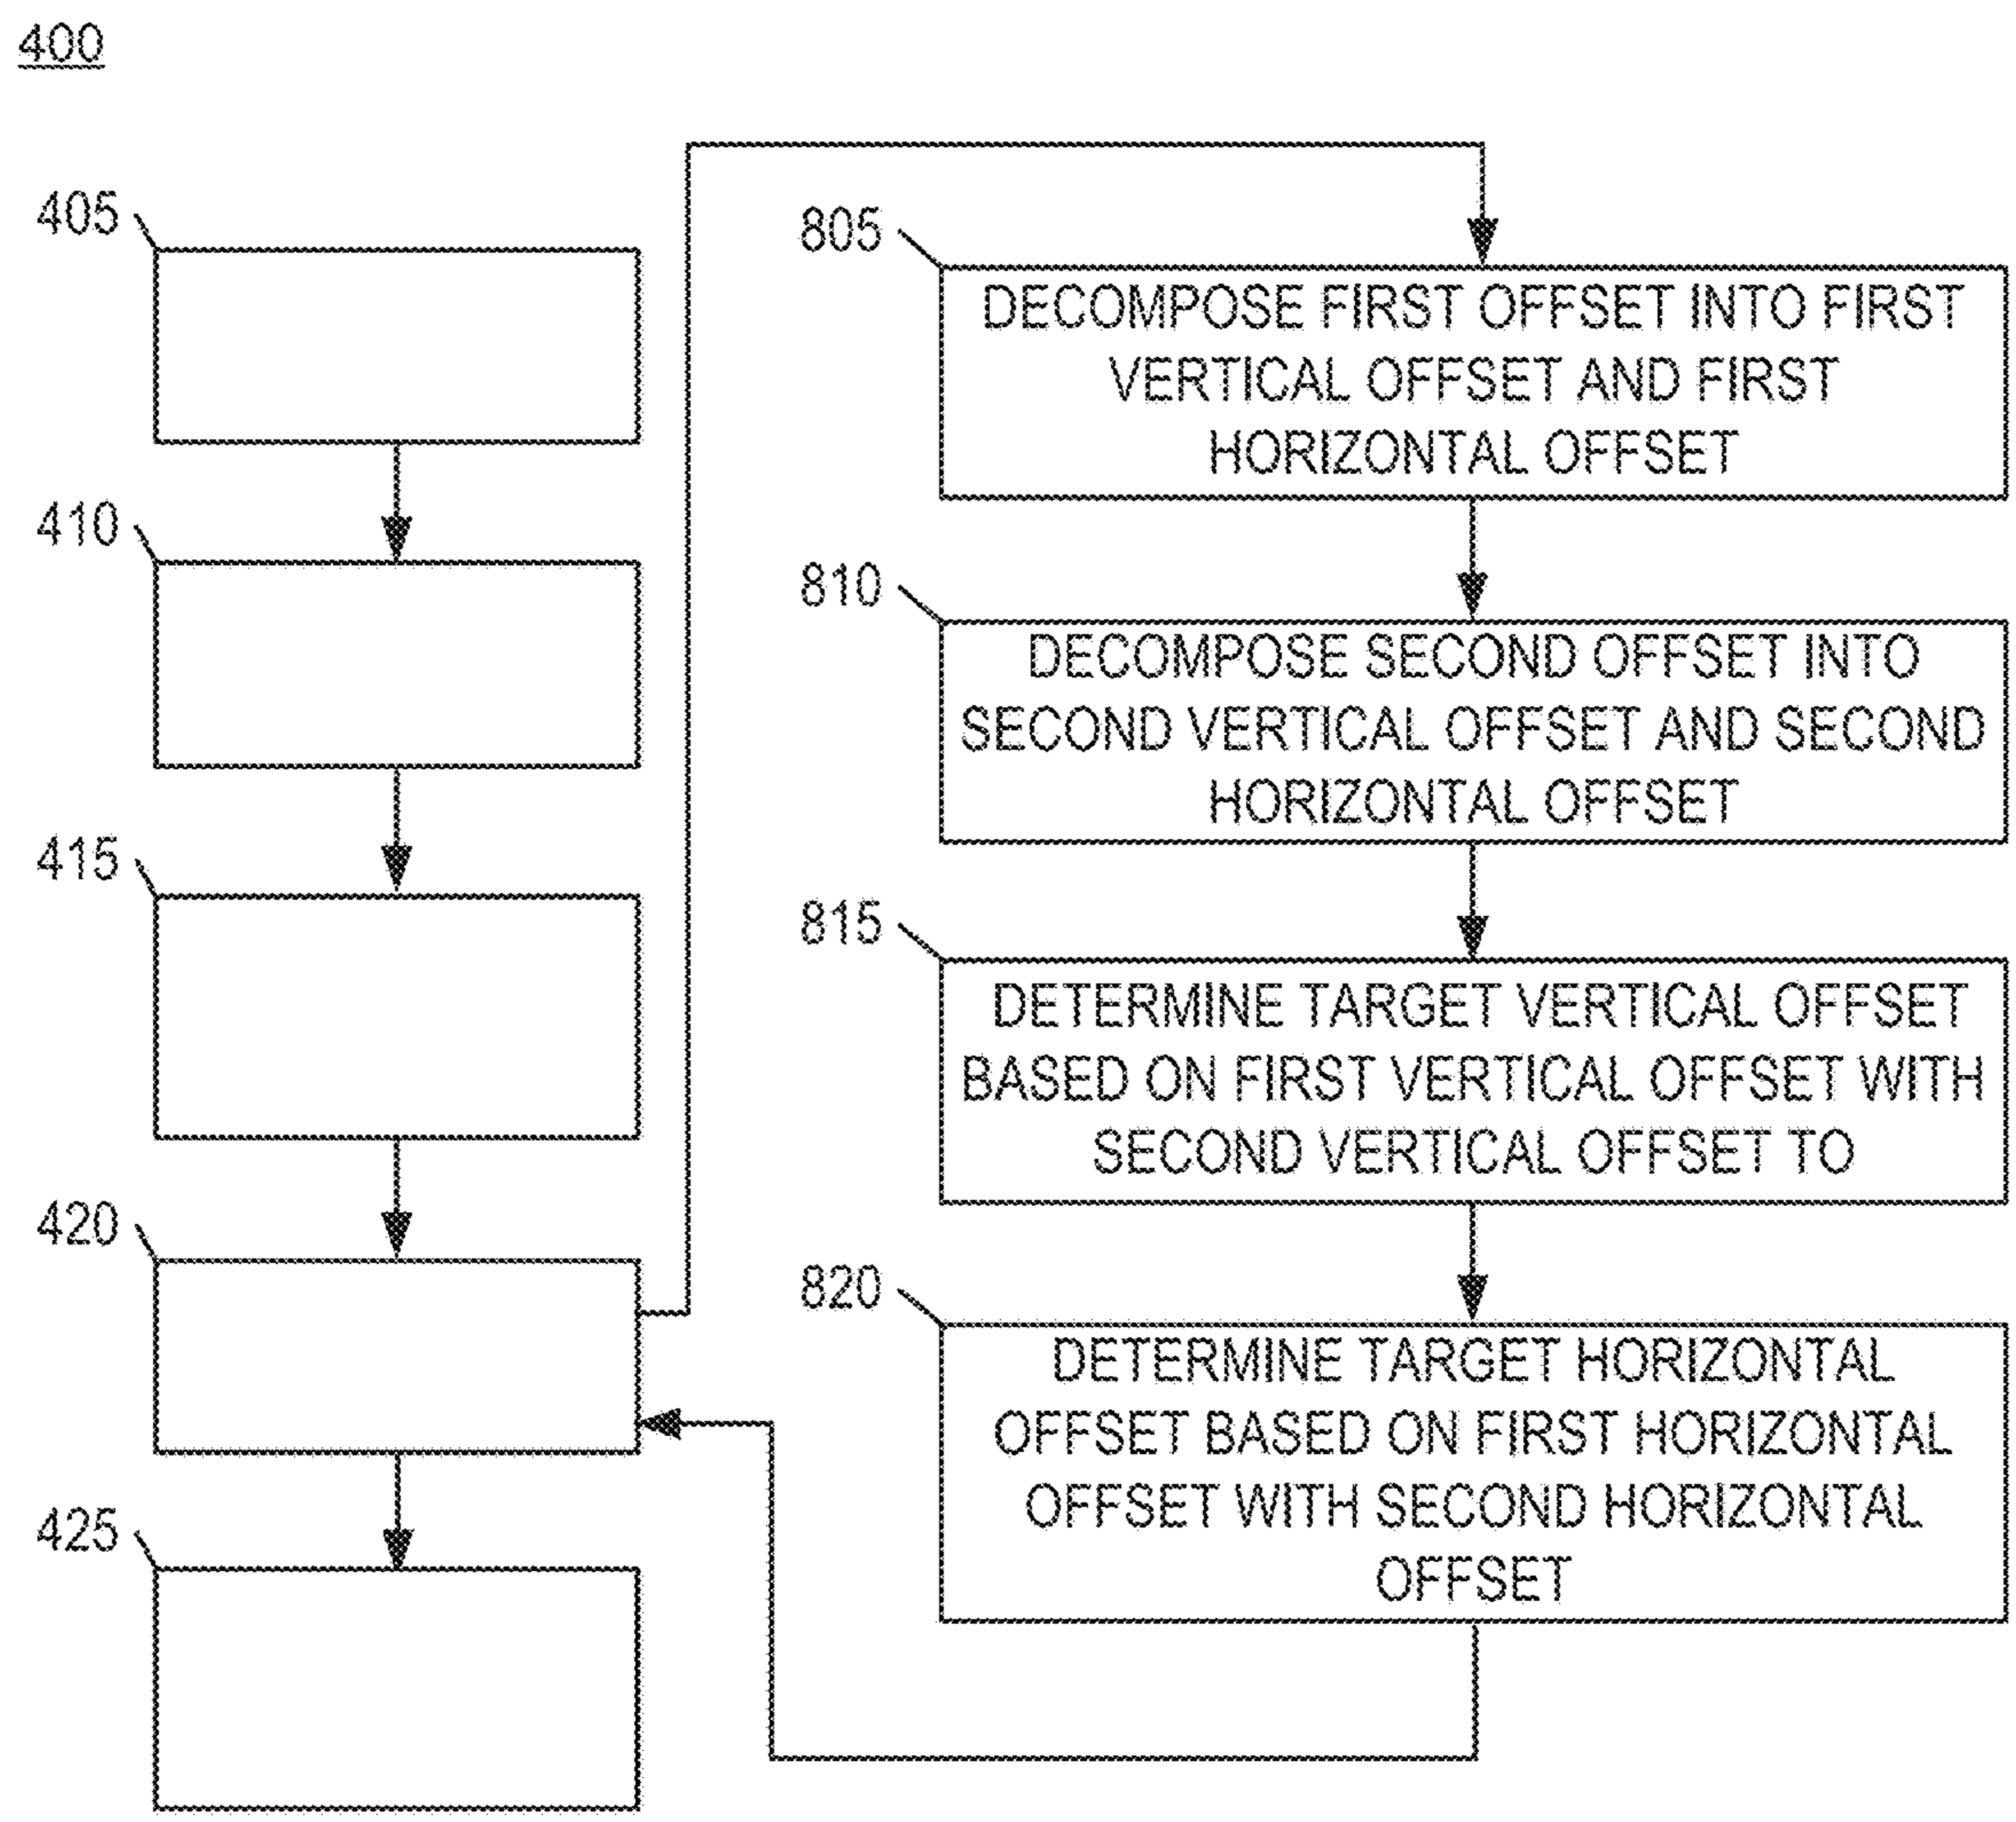 400
405
410
415
420
425
805
DECOMPOSE FIRST OFFSET INTO FIRST
VERTICAL OFFSET AND FIRST
HORIZONTAL OFFSET
810
DECOMPOSE SECOND OFFSET INTO
SECOND VERTICAL OFFSET AND SECOND
HORIZONTAL OFFSET
815
DETERMINE TARGET VERTICAL OFFSET
BASED ON FIRST VERTICAL OFFSET WITH
SECOND VERTICAL OFFSET TO
820
DETERMINE TARGET HORIZONTAL
OFFSET BASED ON FIRST HORIZONTAL
OFFSET WITH SECOND HORIZONTAL
OFFSET